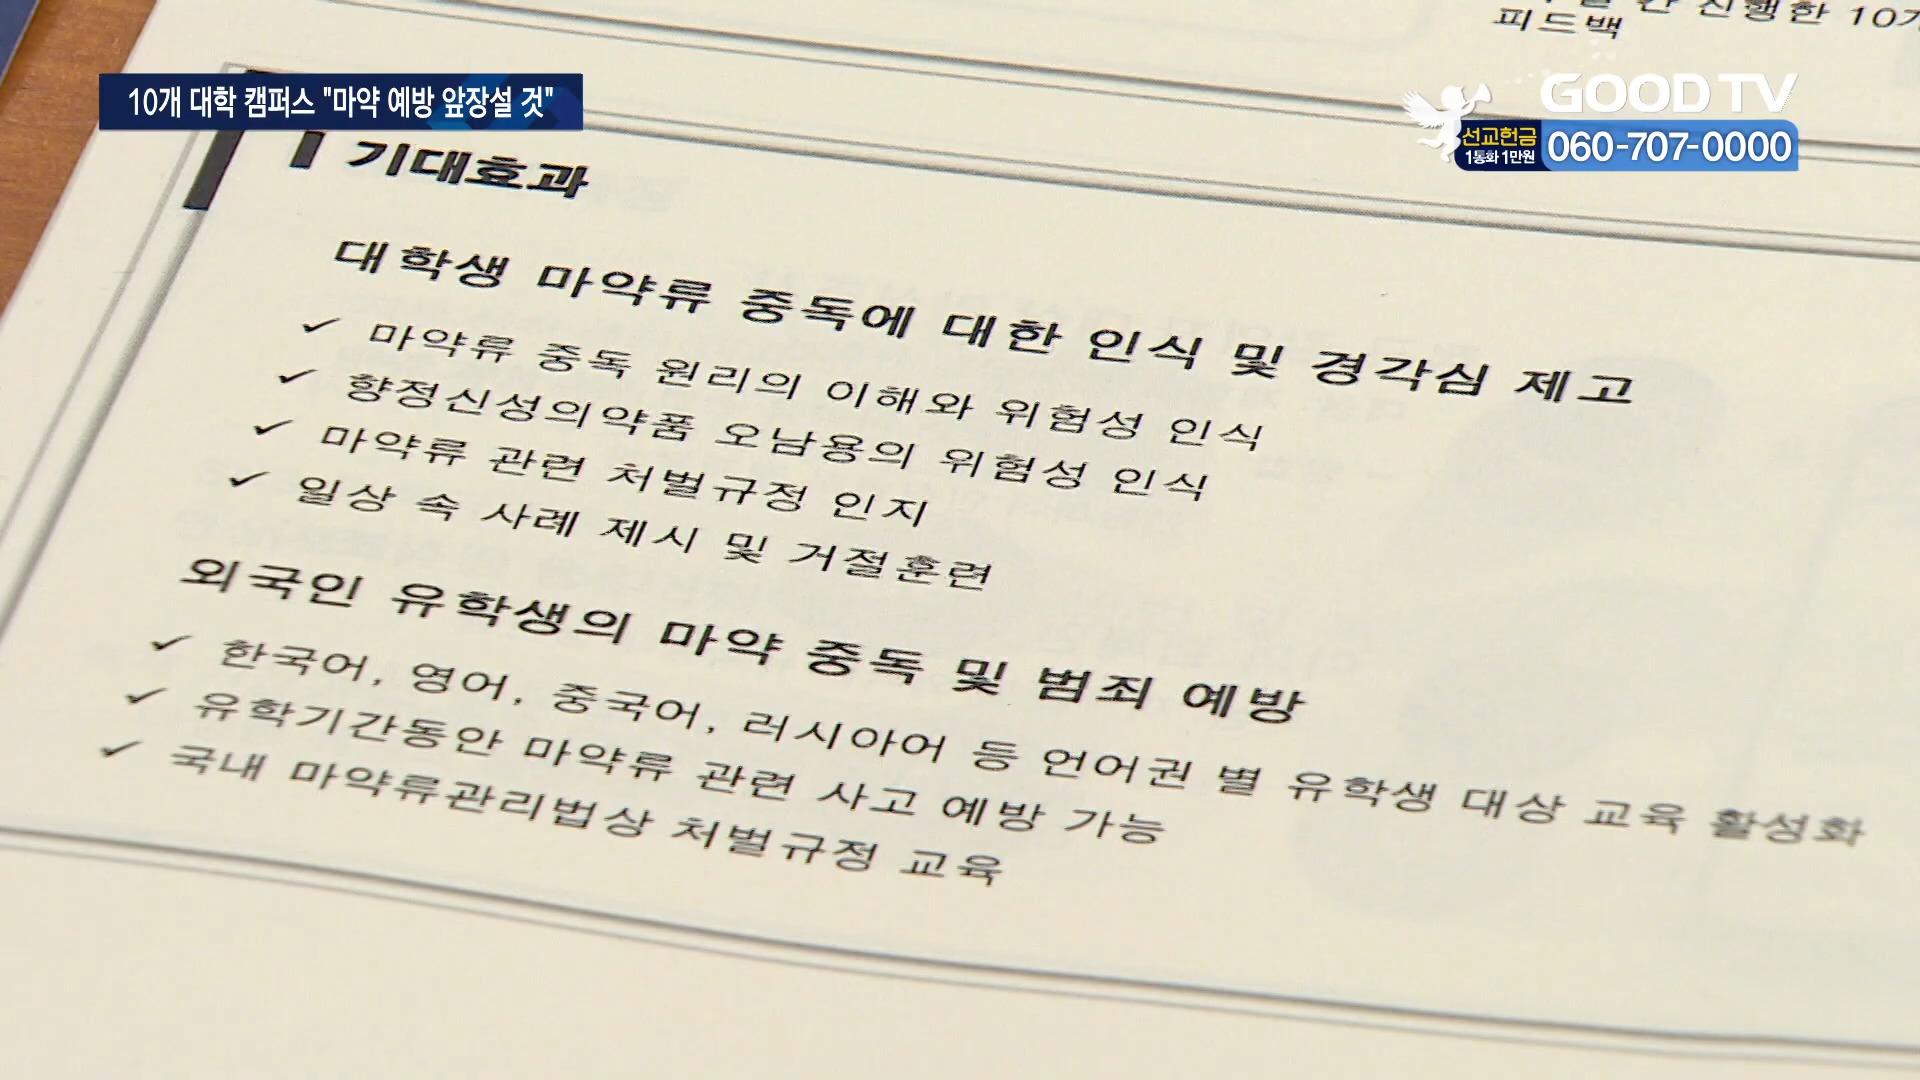 피드백
10개 대학 캠퍼스 "마약 예방 앞장설 것"
GOODTV
선교헌금
1통화 1만원
060-707-0000
기대효과
대학생 마약류 중독에 대한 인식 및 경각심 제고
✓ 마약류 중독 원리의 이해와 위험성 인식
✓ 향정신성의약품 오남용의 위험성 인식
✓ 마약류 관련 처벌규정 인지
✓ 일상 속 사례 제시 및 거절훈련
외국인 유학생의 마약 중독 및 범죄 예방
✓ 한국어, 영어, 중국어, 러시아어 등 언어권 별 유학생 대상 교육 활성화
✓ 유학기간동안 마약류 관련 사고 예방 가능
✓ 국내 마약류관리법상 처벌규정 교육